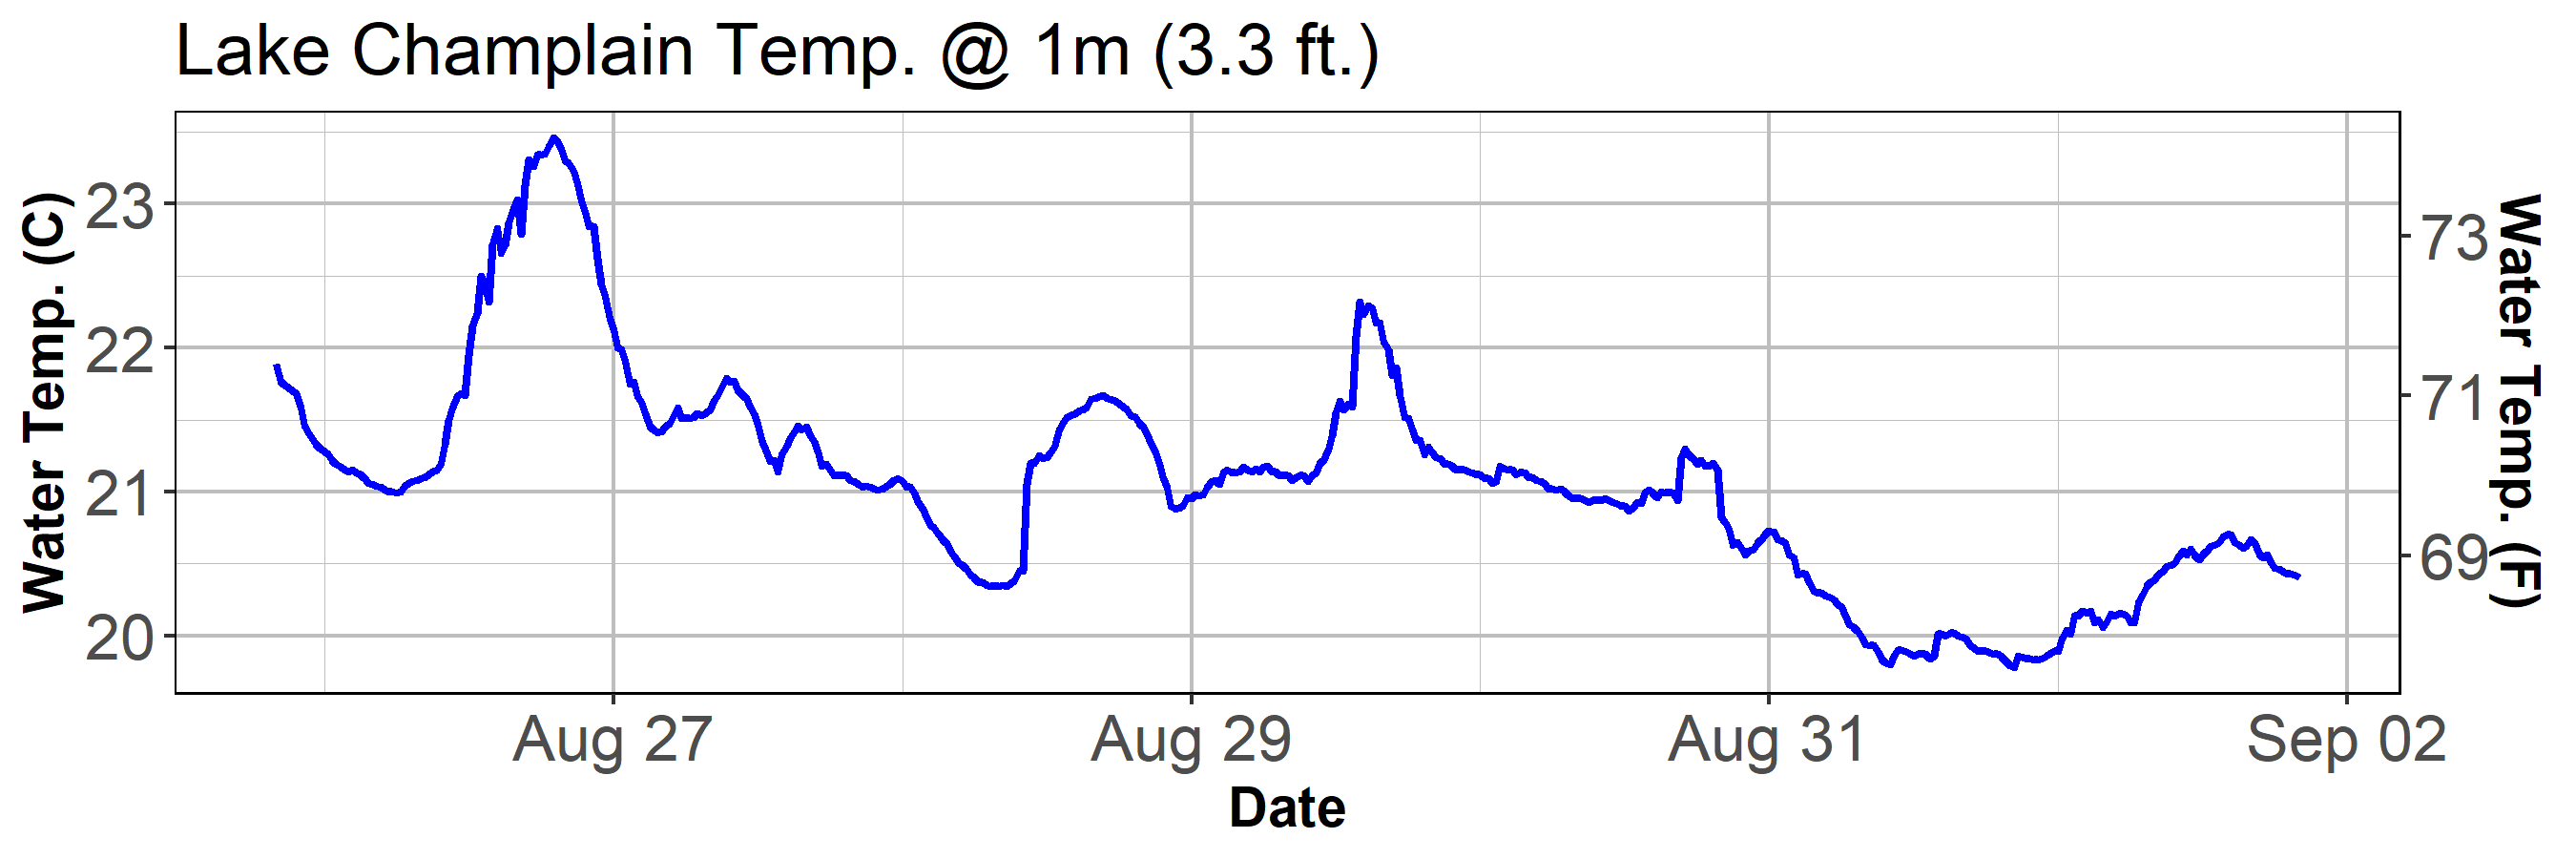 Lake Champlain Temp. @ 1m (3.3 ft.)
Water Temp. (C)
23
22
21
20
73
71
69
Water Temp. (F)
Aug 27
Aug 29
Aug 31
Sep 02
Date